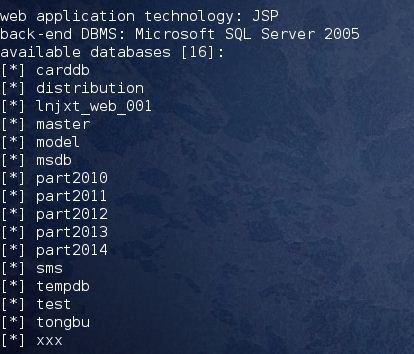 web application technology: JSP
back-end DBMS: Microsoft SQL Server 2005
available databases [16]:
[*] carddb
[*] distribution
[*] lnjxt_web_001
[*] master
[*] model
[*] msdb
[*] part2010
[*] part2011
[*] part2012
[*] part2013
[*] part2014
[*] sms
[*] tempdb
[*] test
[*] tongbu
[*] xxx